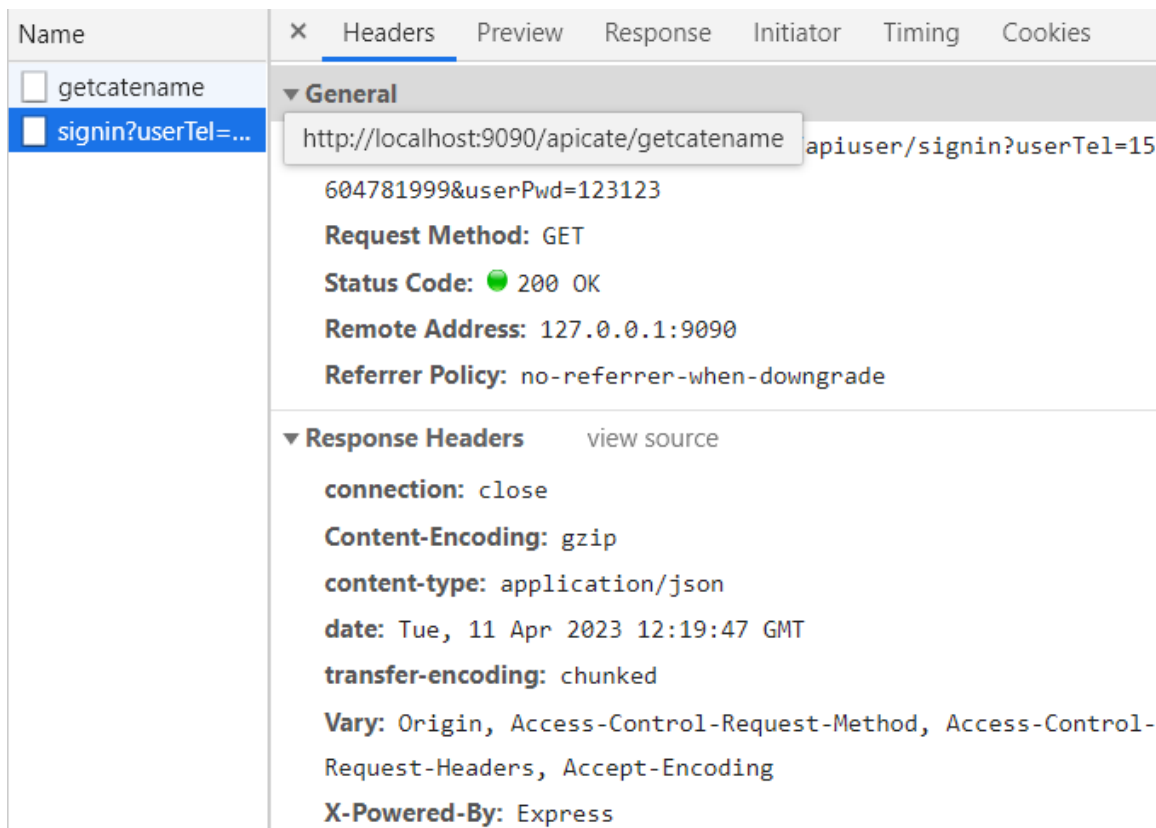 Name
× Headers Preview Response Initiator Timing Cookies
getcatename
signin?userTel=...
▼ General
http://localhost:9090/apicate/getcatename
/apiuser/signin?userTel=15
604781999&userPwd=123123
Request Method: GET
Status Code: 200 OK
Remote Address: 127.0.0.1:9090
Referrer Policy: no-referrer-when-downgrade
▼ Response Headers view source
connection: close
Content-Encoding: gzip
content-type: application/json
date: Tue, 11 Apr 2023 12:19:47 GMT
transfer-encoding: chunked
Vary: Origin, Access-Control-Request-Method, Access-Control-
Request-Headers, Accept-Encoding
X-Powered-By: Express